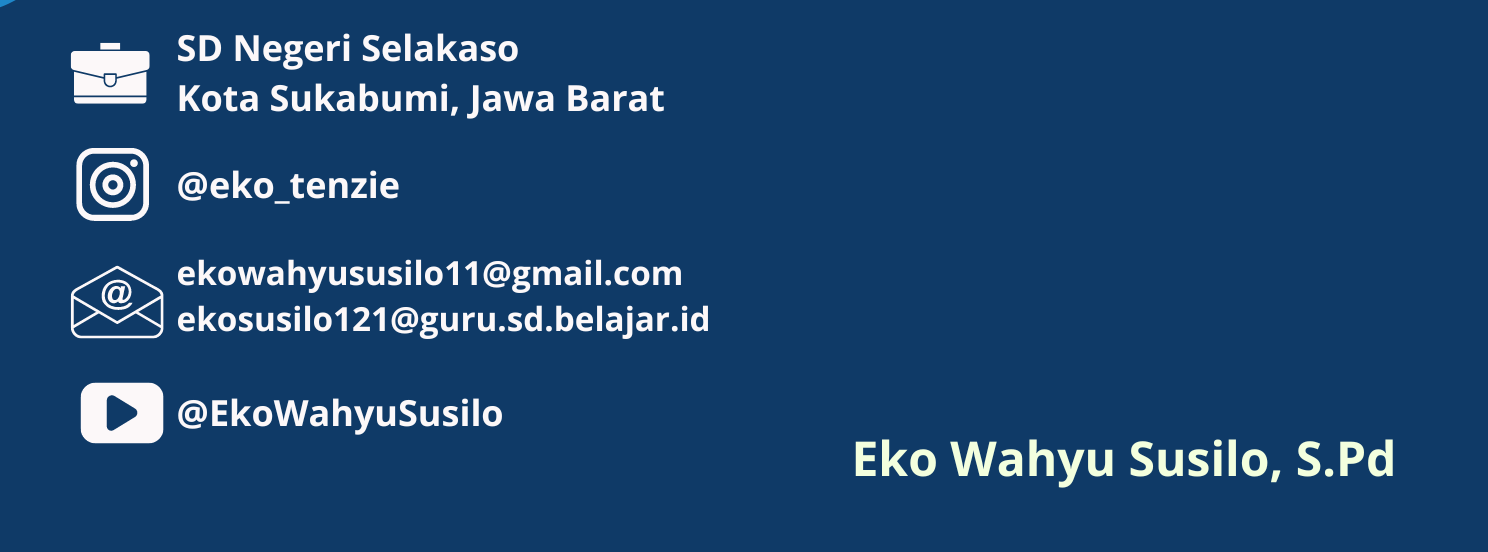 SD Negeri Selakaso
Kota Sukabumi, Jawa Barat
@eko_tenzie
@
ekowahyususilo11@gmail.com
ekosusilo121@guru.sd.belajar.id
@EkoWahyuSusilo
Eko Wahyu Susilo, S.Pd